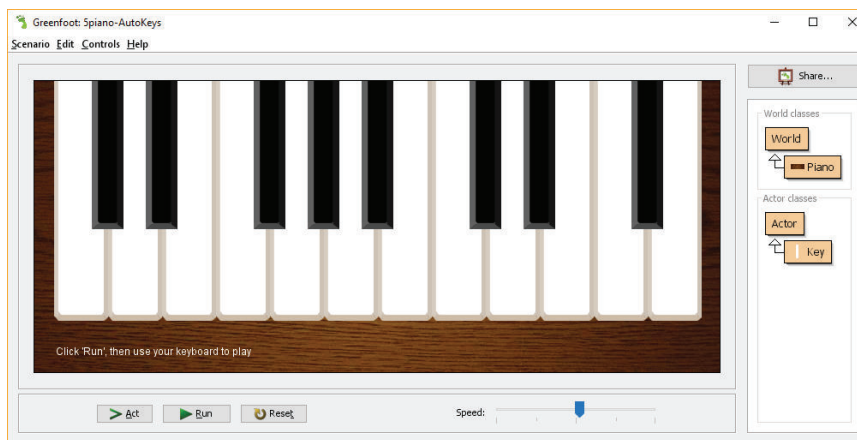 Greenfoot: 5piano-AutoKeys
Scenario Edit Controls Help
Share...
World classes
World
Piano
Actor classes
Actor
Key
Click 'Run', then use your keyboard to play
Act Run Reset Speed: